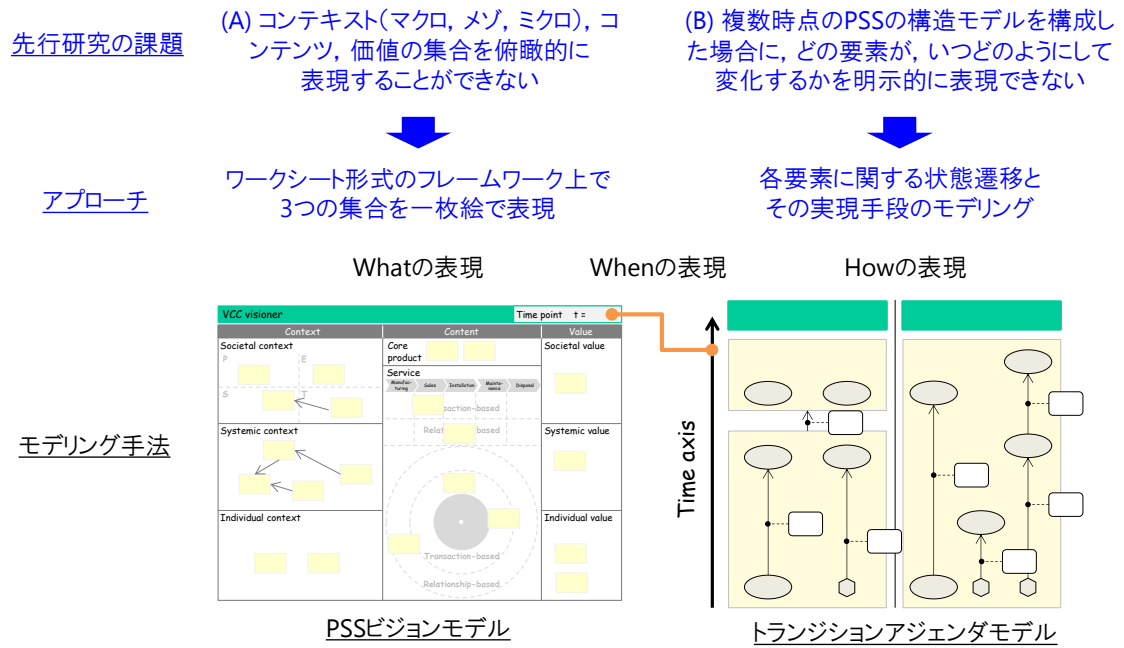 先行研究の課題
(A) コンテキスト（マクロ, メゾ, ミクロ）, コ
ンテンツ, 価値の集合を俯瞰的に
表現することができない
(B) 複数時点のPSSの構造モデルを構成し
た場合に, どの要素が, いつどのようにして
変化するかを明示的に表現できない
アプローチ
ワークシート形式のフレームワーク上で
3つの集合を一枚絵で表現
各要素に関する状態遷移と
その実現手段のモデリング
Whatの表現
Whenの表現
Howの表現
モデリング手法
VCC visioner
Time point t =
Context
Content
Value
Societal context
P
E
S
T
Core
product
Service
Manufac-
turing
Sales
Installation
Mainte-
nance
Disposal
saction-based
Relat
based
Societal value
Systemic context
Systemic value
Individual context
Transaction-based
Relationship-based
Individual value
Time axis
PSSビジョンモデル
トランジションアジェンダモデル